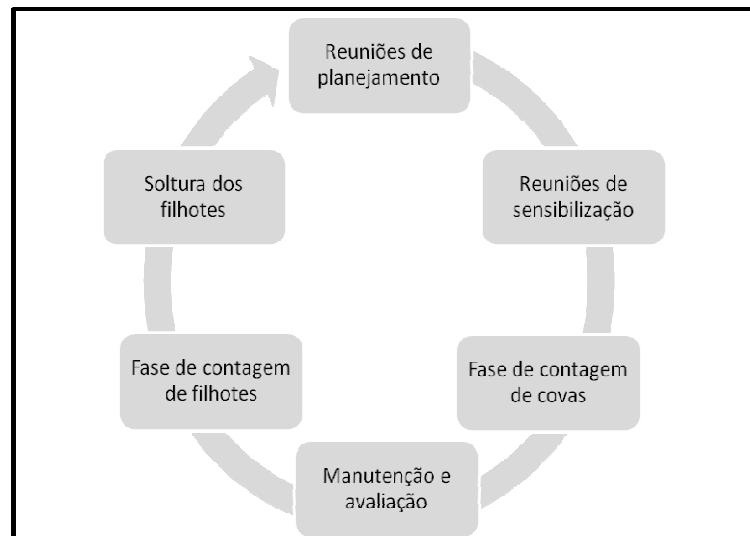 Reuniões de
planejamento
Reuniões de
sensibilização
Fase de contagem
de covas
Manutenção e
avaliação
Fase de contagem
de filhotes
Soltura dos
filhotes